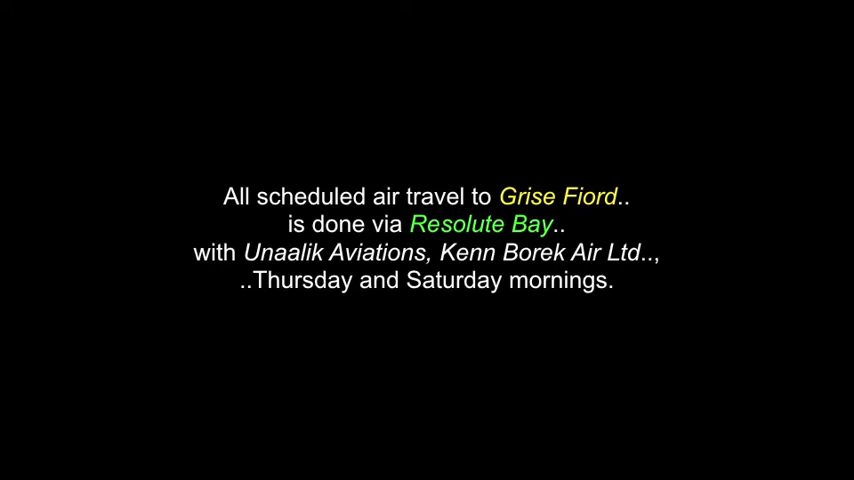 All scheduled air travel to Grise Fiord..
is done via Resolute Bay..
with Unaalik Aviations, Kenn Borek Air Ltd..,
..Thursday and Saturday mornings.